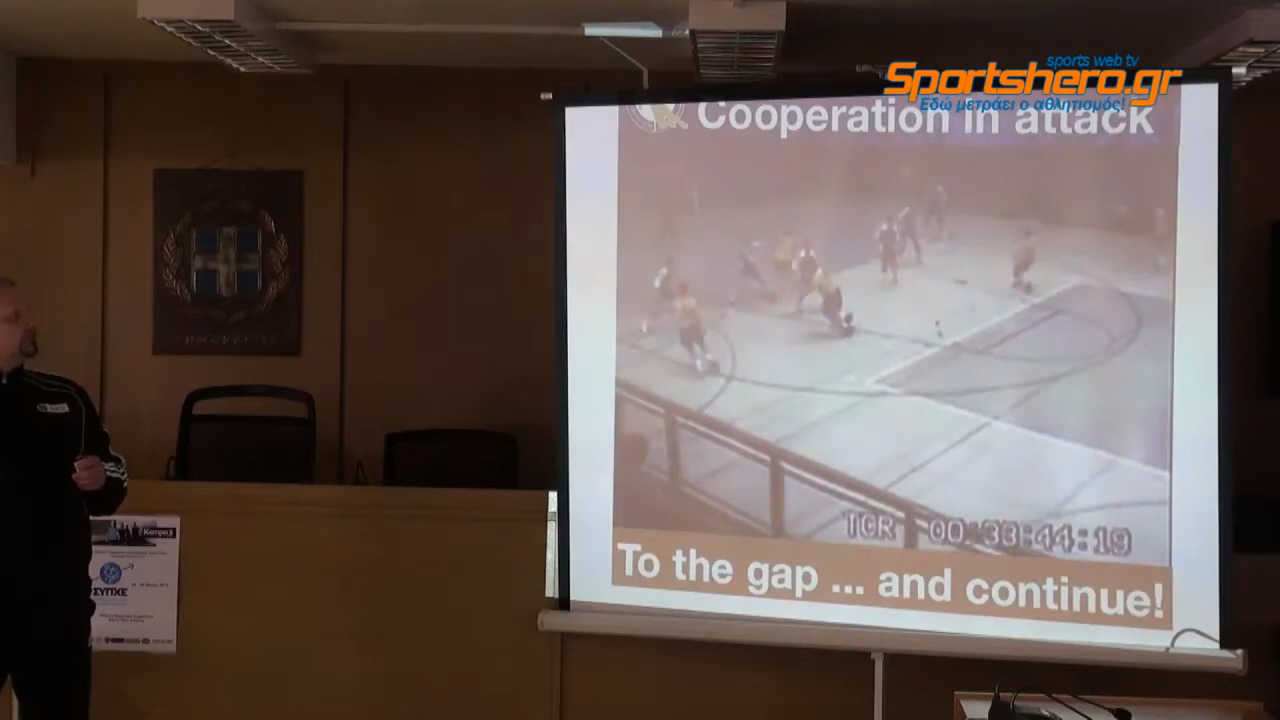 sports web tv
Sportshero.gr
Εδώ μετράει ο αθλητισμός!
Cooperation in attack
TCR 00:33:44:19
To the gap ... and continue!
Kempa
ΣΥΠΧΕ